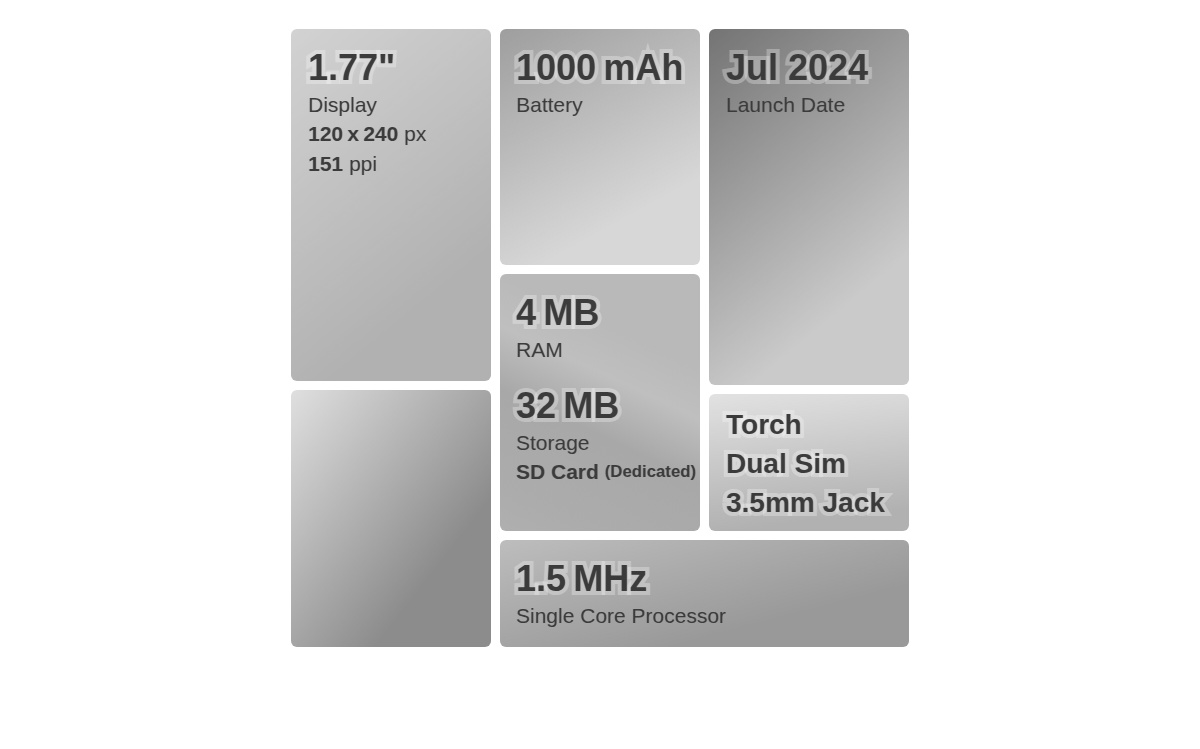 1.77"
Display
120 x 240 px
151 ppi
1000 mAh
Battery
Jul 2024
Launch Date
4 MB
RAM
32 MB
Storage
SD Card (Dedicated)
Torch
Dual Sim
3.5mm Jack
1.5 MHz
Single Core Processor